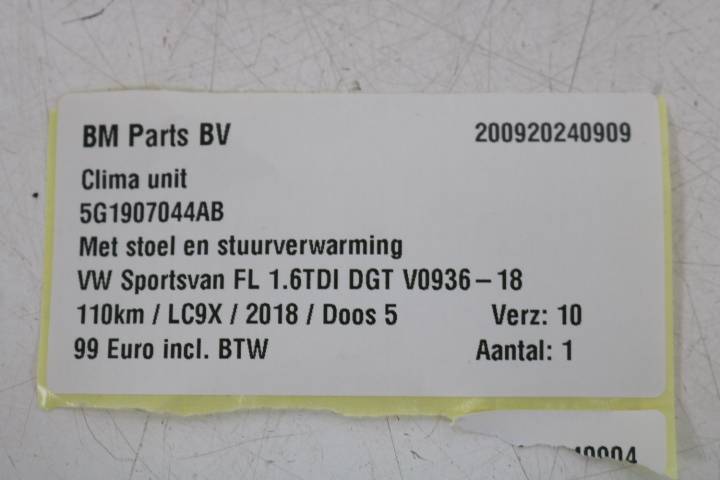 BM Parts BV 200920240909
Clima unit
5G1907044AB
Met stoel en stuurverwarming
VW Sportsvan FL 1.6TDI DGT V0936-18
110km / LC9X / 2018 / Doos 5 Verz: 10
99 Euro incl. BTW Aantal: 1